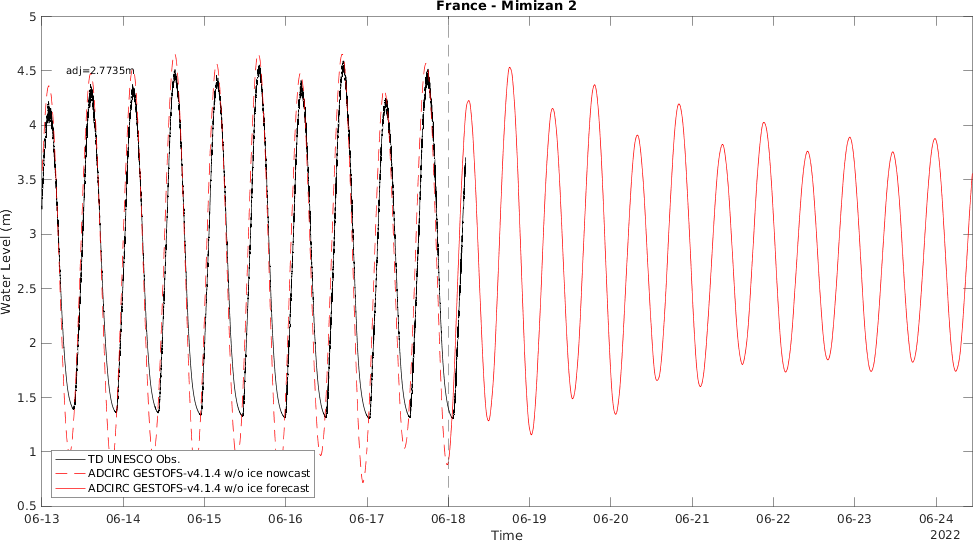 France - Mimizan 2
5
4.5
4
3.5
3
2.5
2
1.5
1
0.5
Water Level (m)
adj=2.7735m
TD UNESCO Obs.
ADCIRC GESTOFS-v4.1.4 w/o ice nowcast
ADCIRC GESTOFS-v4.1.4 w/o ice forecast
06-13 06-14 06-15 06-16 06-17 06-18 06-19 06-20 06-21 06-22 06-23 06-24
Time
2022